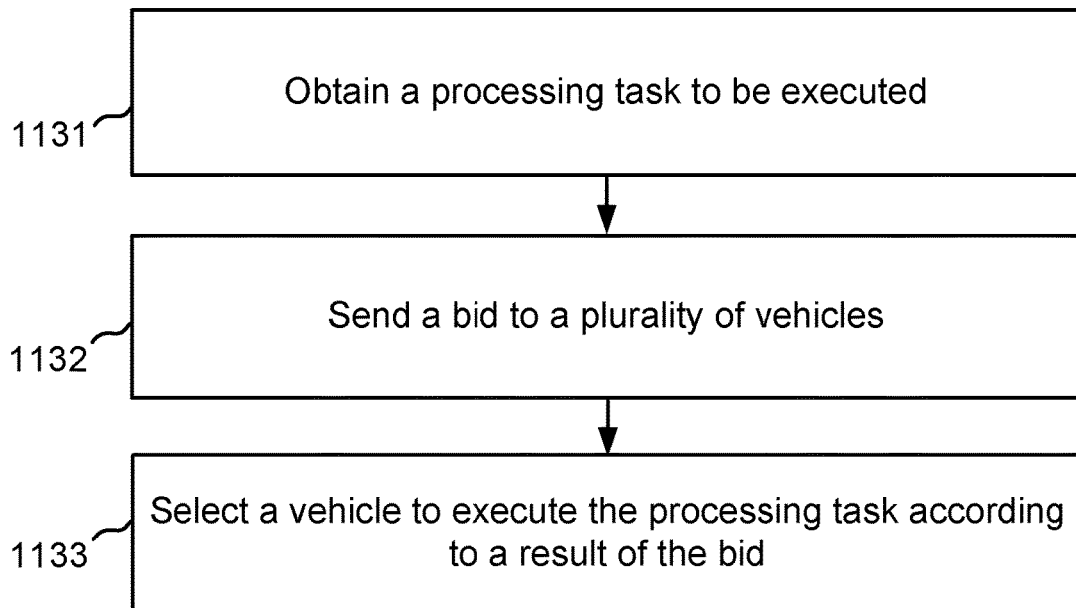 Obtain a processing task to be executed
1131
Send a bid to a plurality of vehicles
1132
Select a vehicle to execute the processing task according
to a result of the bid
1133